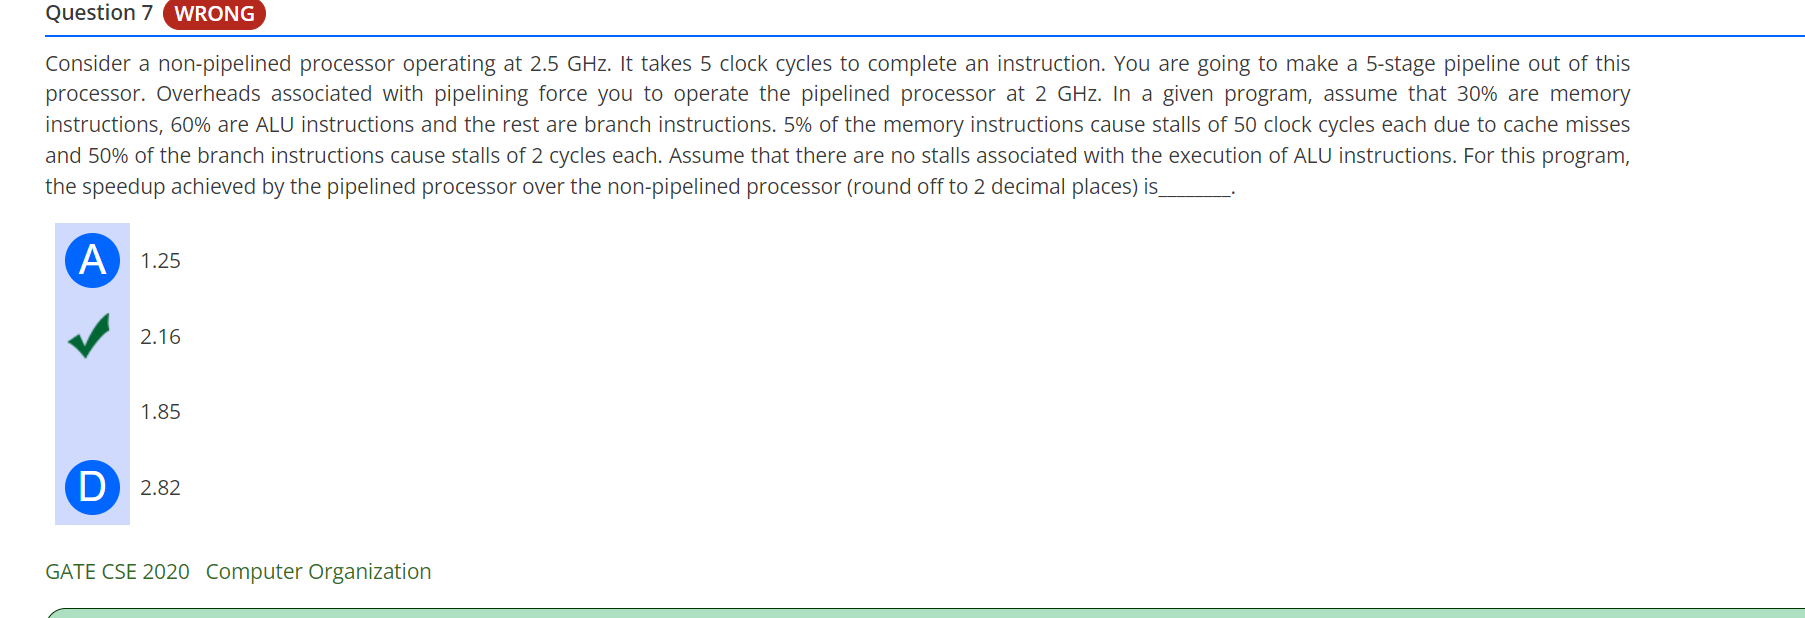 Question 7 WRONG
Consider a non-pipelined processor operating at 2.5 GHz. It takes 5 clock cycles to complete an instruction. You are going to make a 5-stage pipeline out of this
processor. Overheads associated with pipelining force you to operate the pipelined processor at 2 GHz. In a given program, assume that 30% are memory
instructions, 60% are ALU instructions and the rest are branch instructions. 5% of the memory instructions cause stalls of 50 clock cycles each due to cache misses
and 50% of the branch instructions cause stalls of 2 cycles each. Assume that there are no stalls associated with the execution of ALU instructions. For this program,
the speedup achieved by the pipelined processor over the non-pipelined processor (round off to 2 decimal places) is________.
A 1.25
2.16
1.85
D 2.82
GATE CSE 2020 Computer Organization